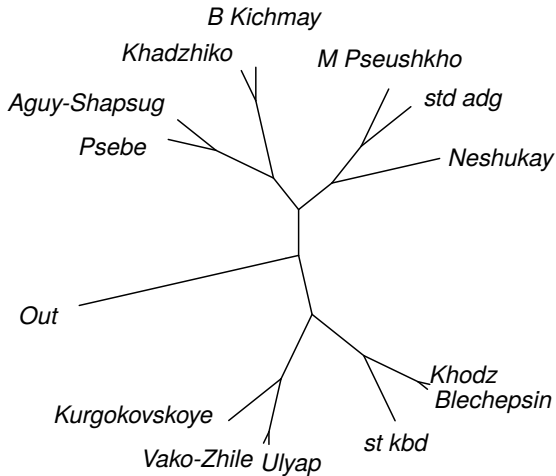 B Kichmay
Khadzhiko
M Pseushkho
Aguy-Shapsug
std adg
Psebe
Neshukay
Out
Khodz
Blechepsin
Kurgokovskoye
st kbd
Vako-Zhile
Ulyap